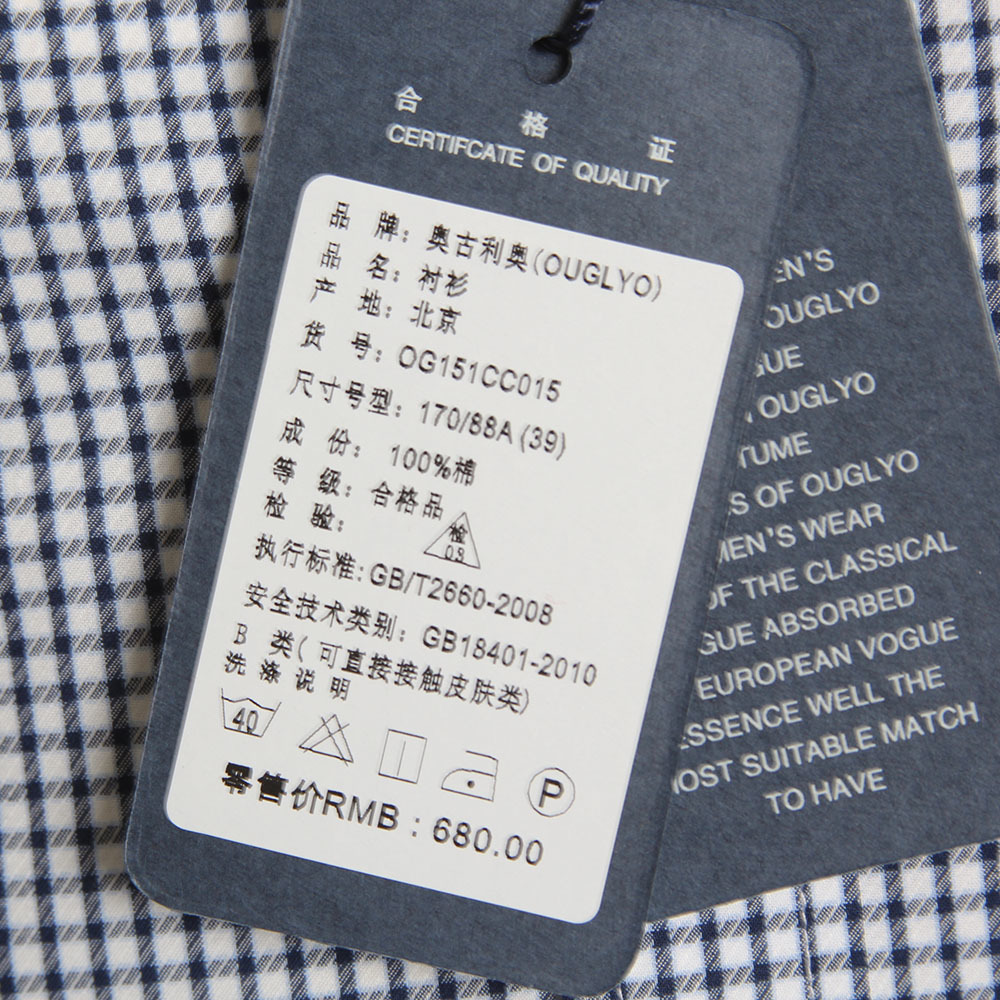 合 格 证
CERTIFCATE OF QUALITY
品 牌：奥古利奥(OUGLYO)
品 名：衬衫
产 地：北京
货 号：OG151CC015
尺寸号型：170/88A (39)
成 份： 100%棉
等 级：合格品
检 验：
检
03
执行标准:GB/T2660-2008
安全技术类别：GB18401-2010
B 类( 可直接接触皮肤类)
洗 涤 说 明
40
P
零售价RMB：680.00
EN'S
OUGLYO
GUE
OUGLYO
TUME
S OF OUGLYO
MEN'S WEAR
OF THE CLASSICAL
GUE ABSORBED
EUROPEAN VOGUE
ESSENCE WELL THE
MOST SUITABLE MATCH
TO HAVE